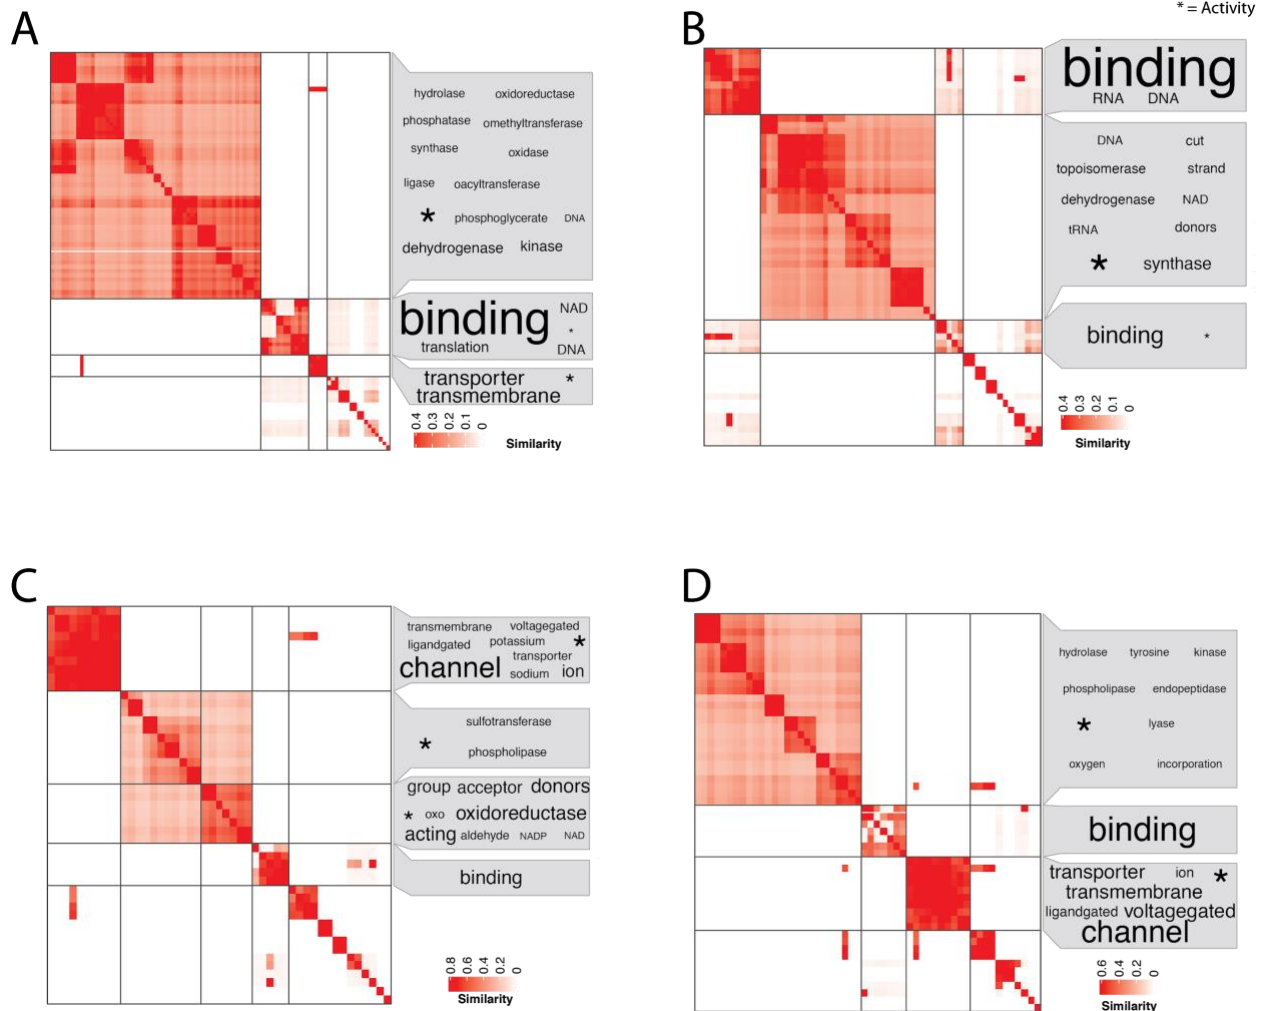 * = Activity
A
hydrolase oxidoreductase
phosphatase omethyltransferase
synthase oxidase
ligase oacyltransferase
* phosphoglycerate DNA
dehydrogenase kinase
binding NAD
*
translation DNA
transporter *
transmembrane
0.4 0.3 0.2 0.1 0
Similarity
B
binding
RNA DNA
DNA cut
topoisomerase strand
dehydrogenase NAD
tRNA donors
* synthase
binding *
0.4 0.3 0.2 0.1 0
Similarity
C
transmembrane voltagegated
ligandgated potassium *
transporter
channel sodium ion
sulfotransferase
*
phospholipase
group acceptor donors
* oxo oxidoreductase
acting aldehyde NADP NAD
binding
0.8 0.6 0.4 0.2 0
Similarity
D
hydrolase tyrosine kinase
phospholipase endopeptidase
* lyase
oxygen incorporation
binding
transporter ion *
transmembrane
ligandgated voltagegated
channel
0.6 0.4 0.2 0
Similarity